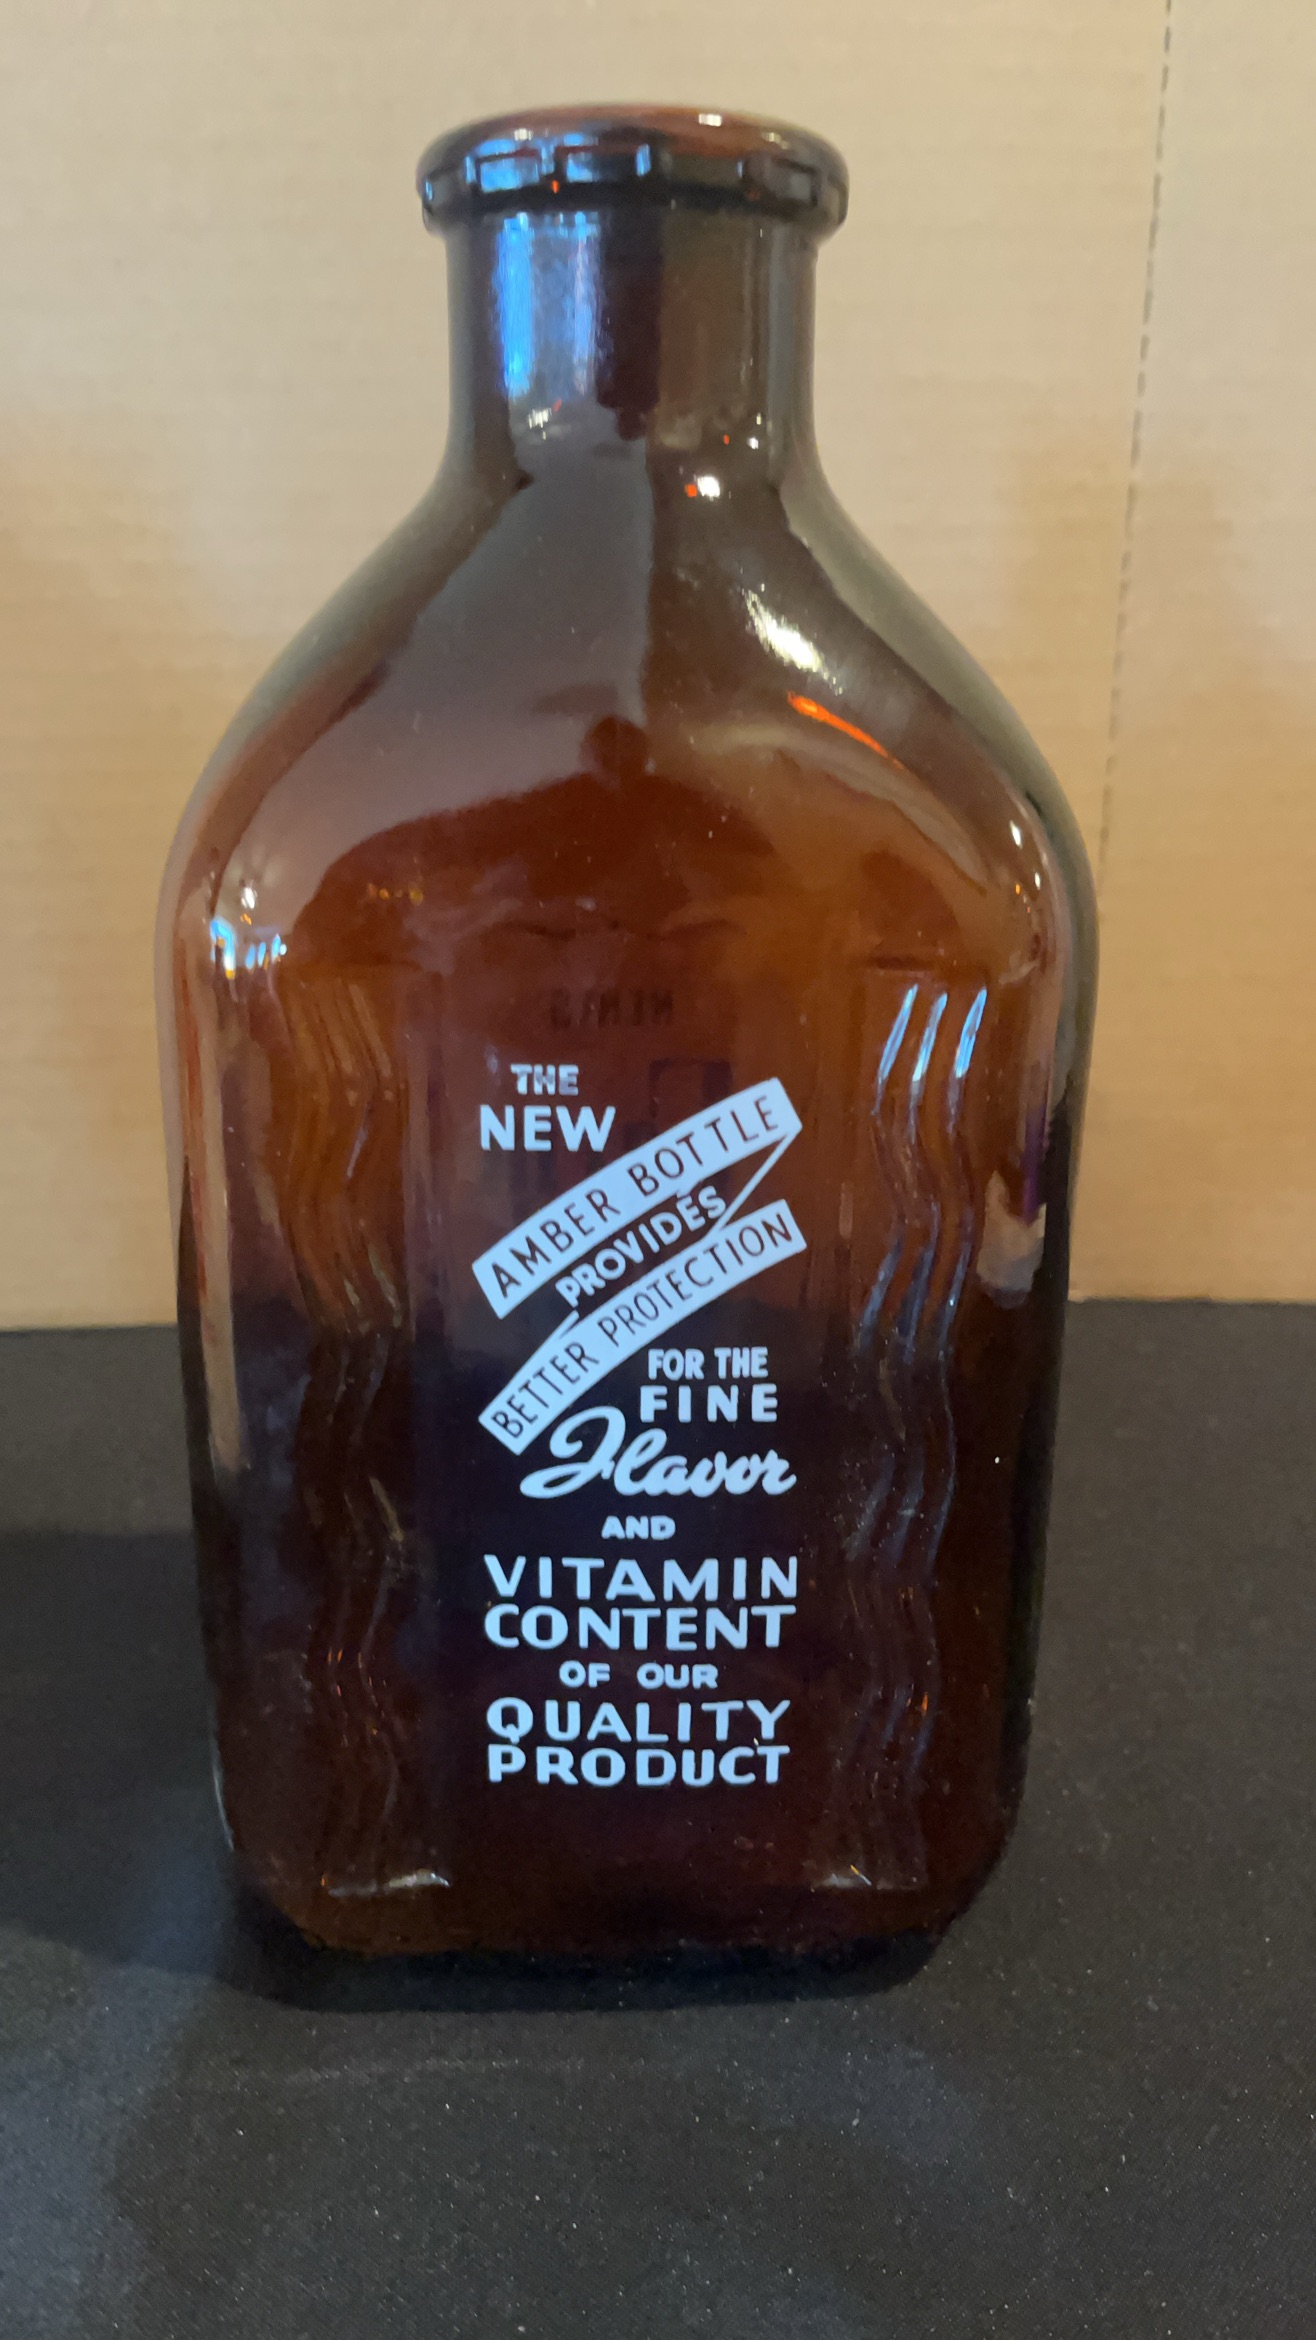 THE
NEW
AMBER BOTTLE
PROVIDES
BETTER PROTECTION
FOR THE
FINE
Flavor
AND
VITAMIN
CONTENT
OF OUR
QUALITY
PRODUCT